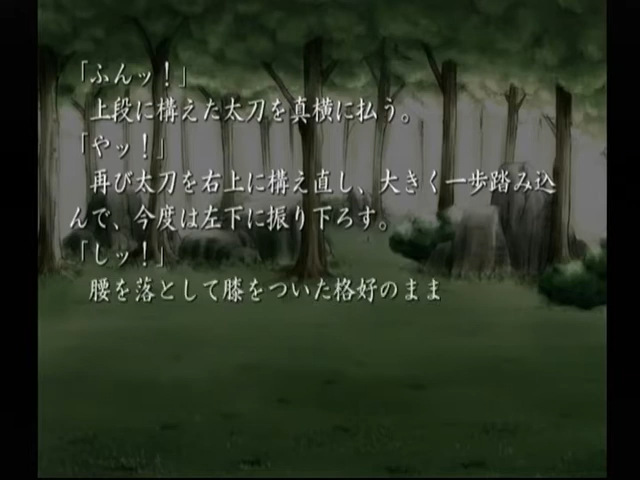 「ふんッ！」
上段に構えた太刀を真横に払う。
「やッ！」
再び太刀を右上に構え直し、大きく一歩踏み込
んで、今度は左下に振り下ろす。
「しッ！」
腰を落として膝をついた格好のまま